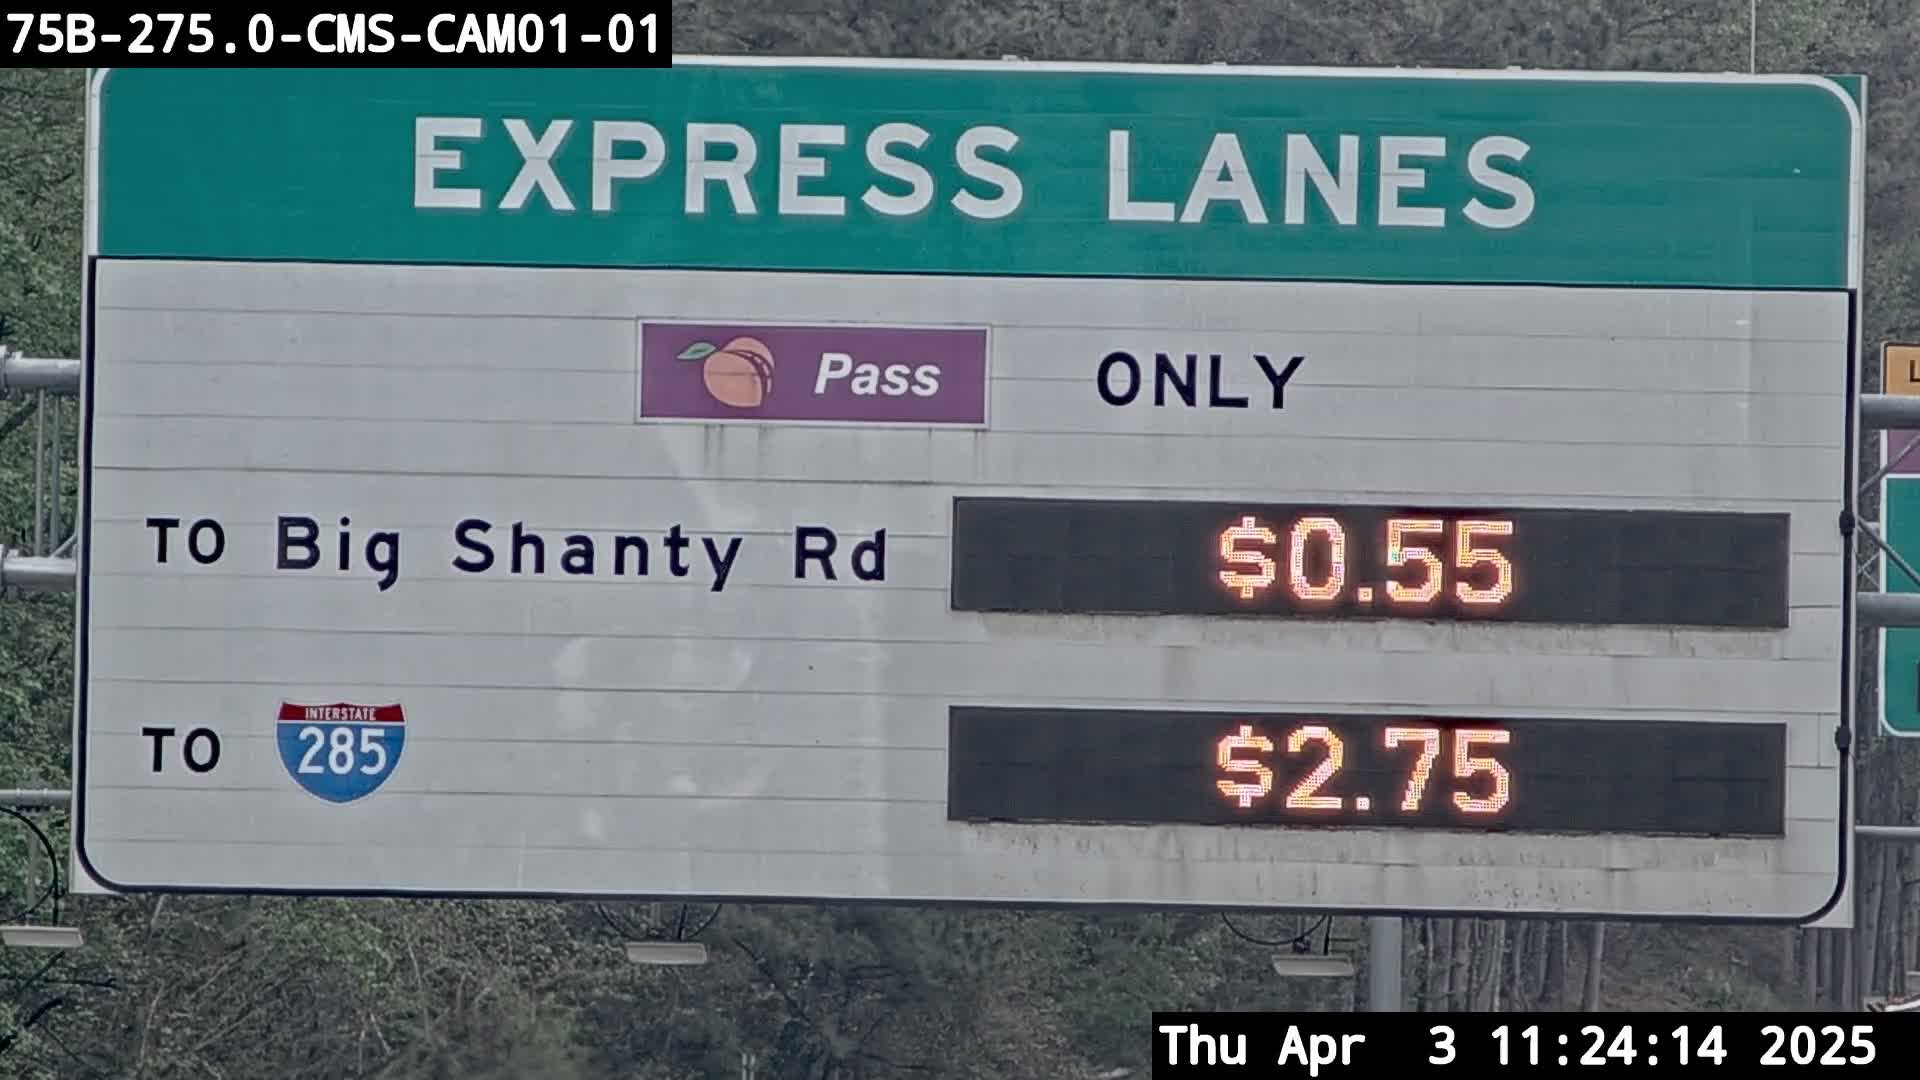 75B-275.0-CMS-CAM01-01
EXPRESS LANES
Pass ONLY
TO Big Shanty Rd $0.55
TO INTERSTATE 285 $2.75
Thu Apr 3 11:24:14 2025